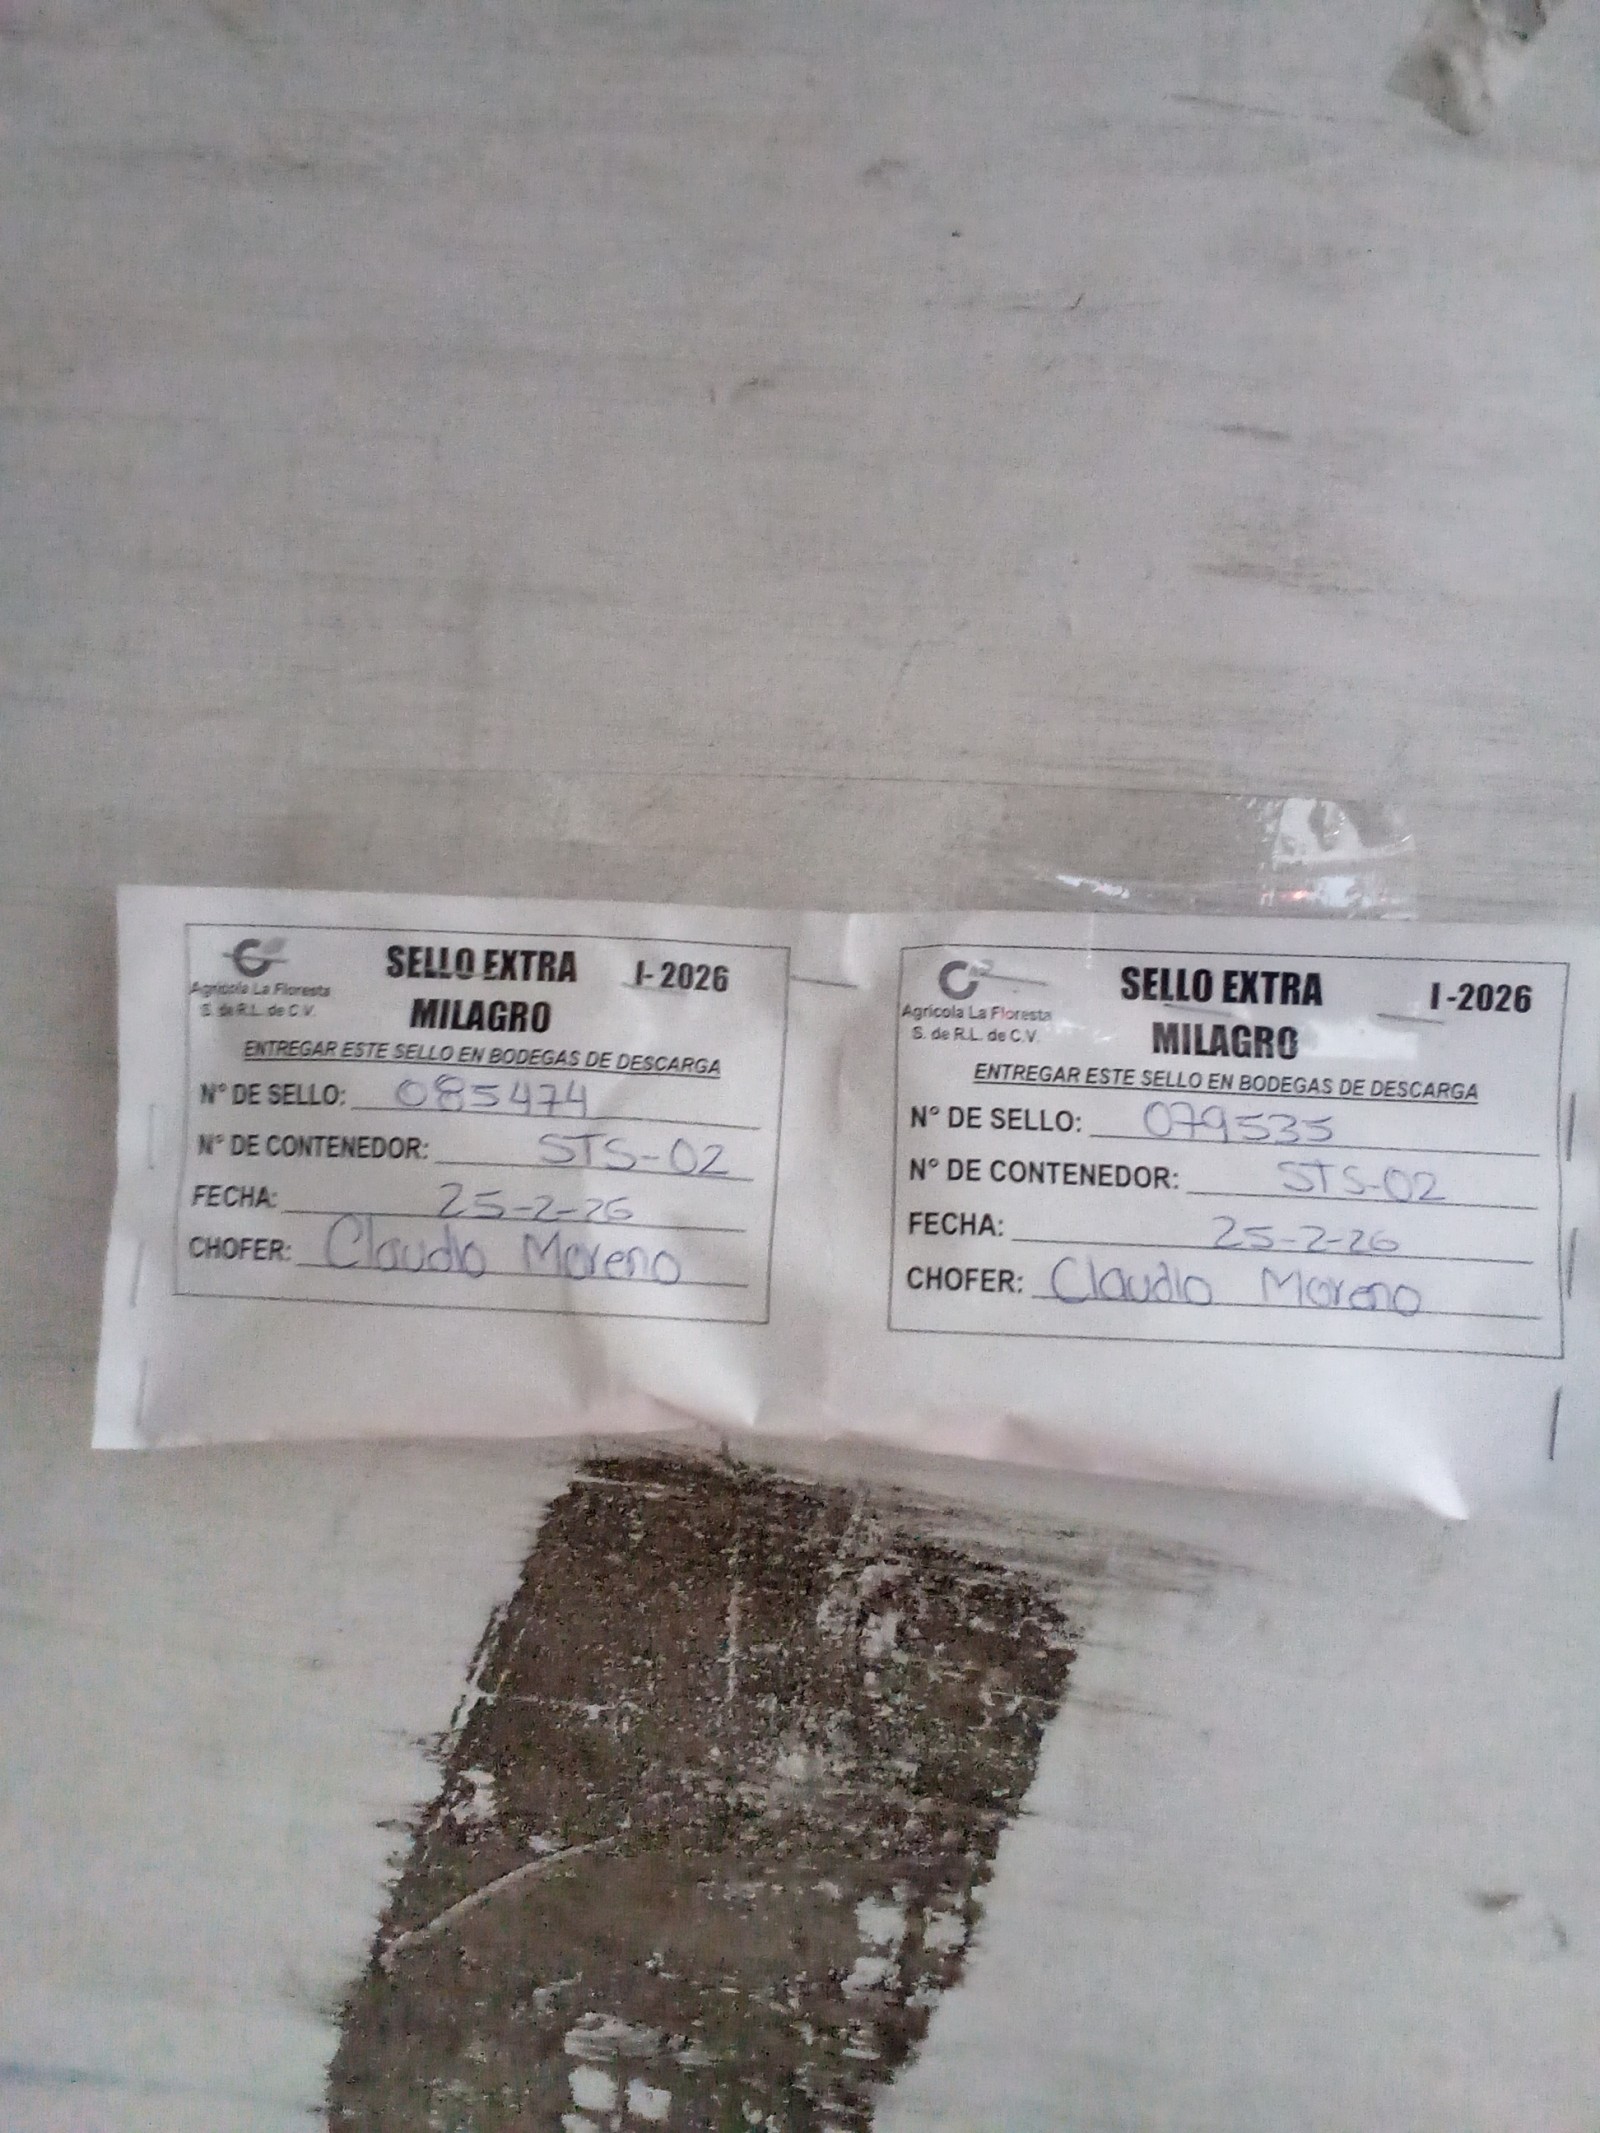 SELLO EXTRA I- 2026
Agricola La Floresta
S. de R.L. de C.V.
MILAGRO
ENTREGAR ESTE SELLO EN BODEGAS DE DESCARGA
N° DE SELLO: 085474
N° DE CONTENEDOR: STS-02
FECHA: 25-2-26
CHOFER: Claudio Moreno
SELLO EXTRA I -2026
Agricola La Floresta
S. de R.L. de C.V.
MILAGRO
ENTREGAR ESTE SELLO EN BODEGAS DE DESCARGA
N° DE SELLO: 079535
N° DE CONTENEDOR: STS-02
FECHA: 25-2-26
CHOFER: Claudio Moreno